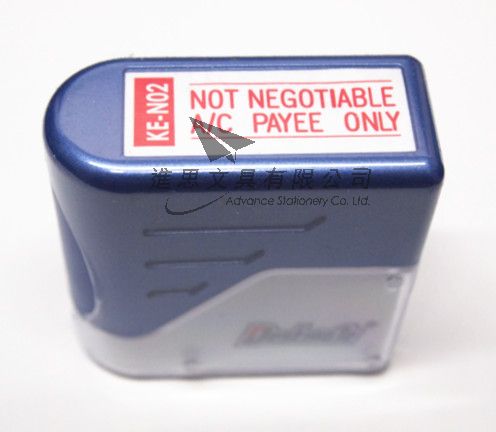 KE-N02
NOT NEGOTIABLE
A/C PAYEE ONLY
進思文具有限公司
Advance Stationery Co. Ltd.